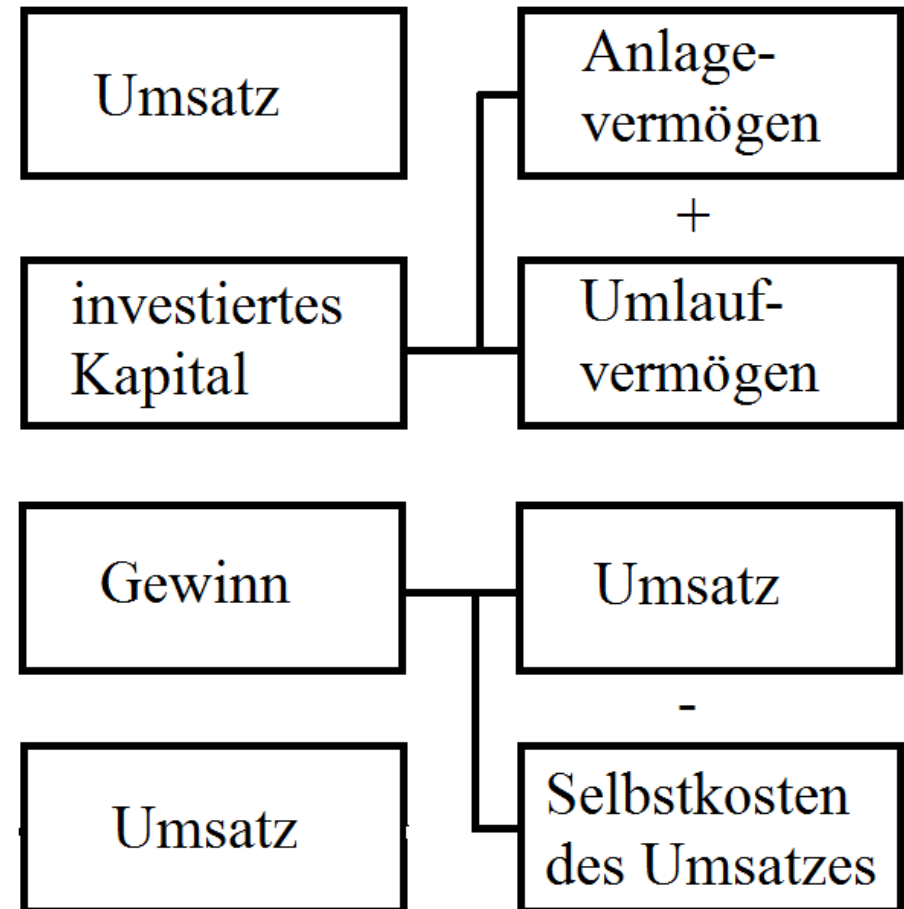 Umsatz
Anlage-
vermögen
+
investiertes
Kapital
Umlauf-
vermögen
Gewinn
Umsatz
-
Umsatz
Selbstkosten
des Umsatzes